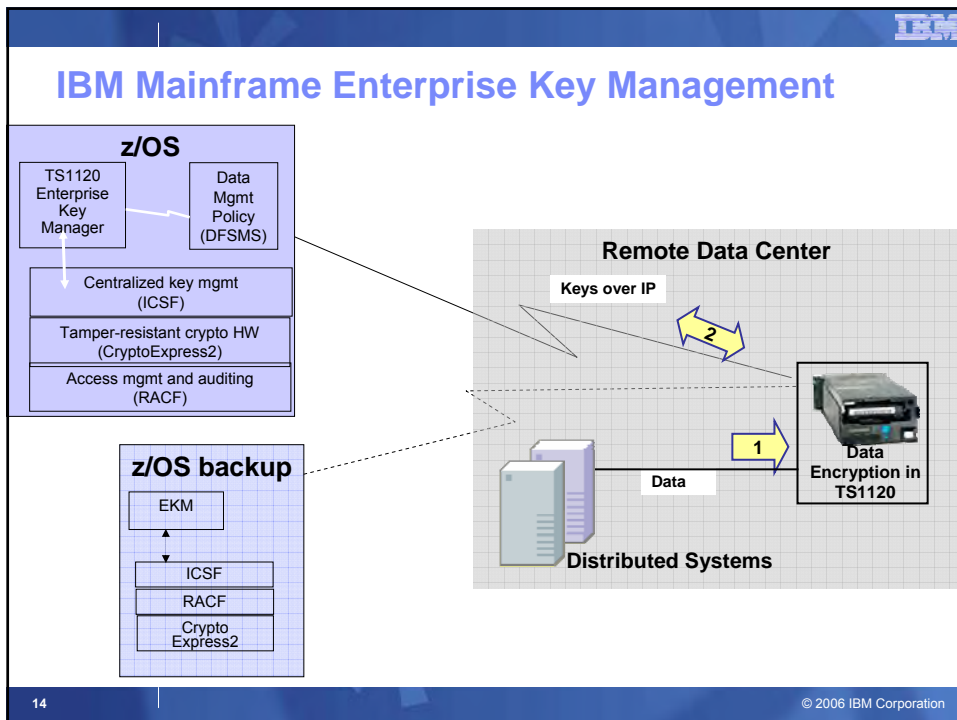 IBM
IBM Mainframe Enterprise Key Management
z/OS
TS1120
Enterprise
Key
Manager
Data
Mgmt
Policy
(DFSMS)
Centralized key mgmt
(ICSF)
Tamper-resistant crypto HW
(CryptoExpress2)
Access mgmt and auditing
(RACF)
z/OS backup
EKM
ICSF
RACF
Crypto
Express2
Remote Data Center
Keys over IP
2
1
Data
Data
Encryption in
TS1120
Distributed Systems
14
© 2006 IBM Corporation